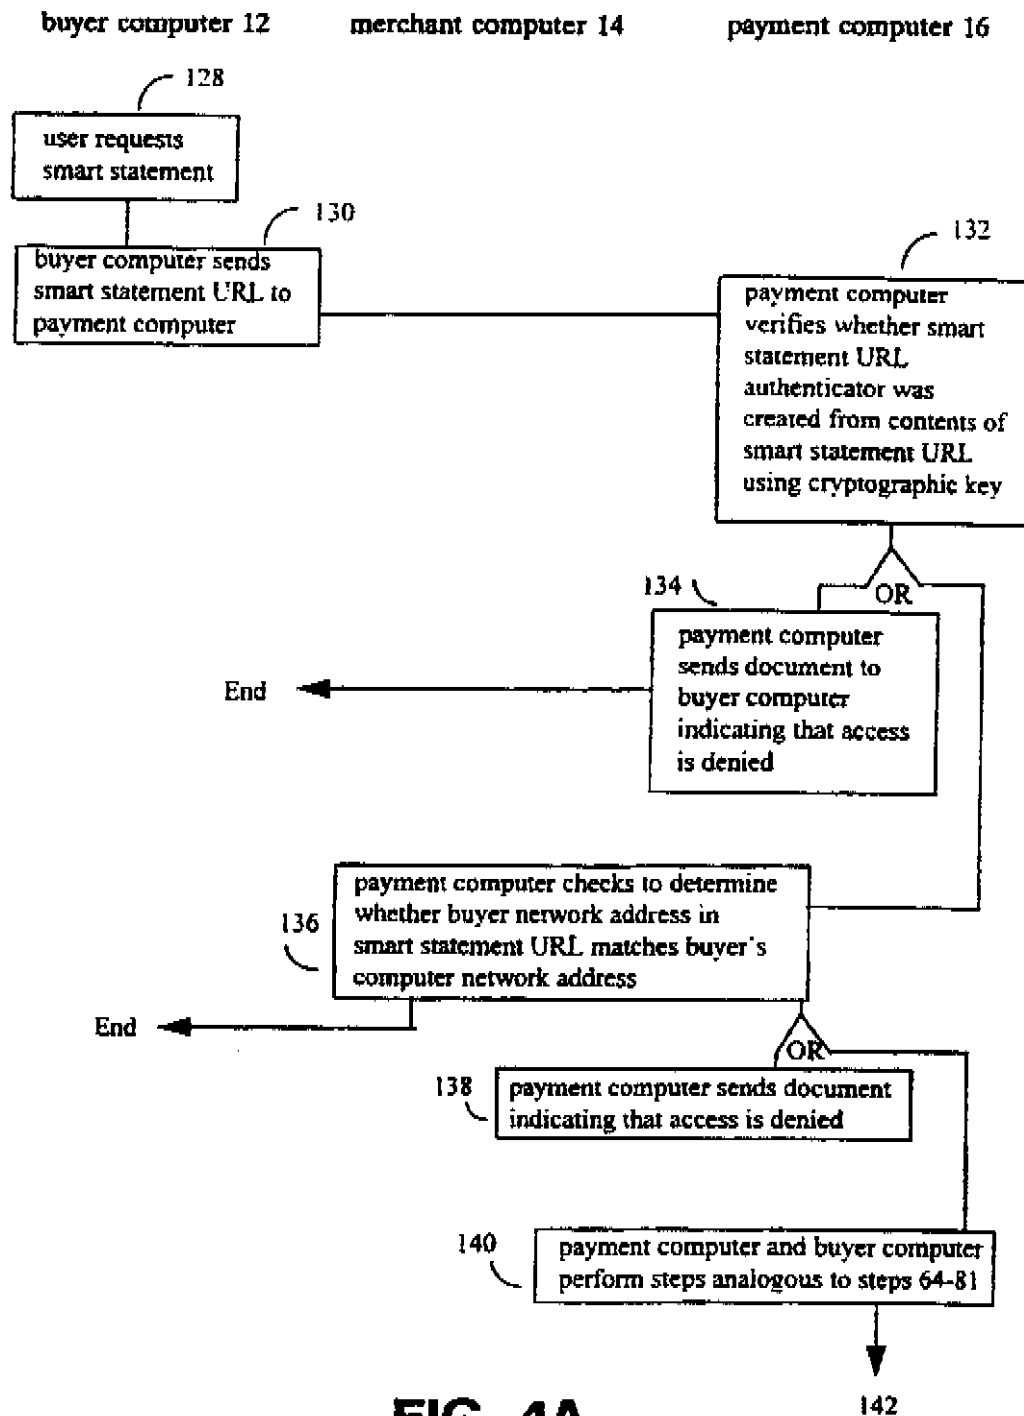 buyer computer 12 merchant computer 14 payment computer 16
128
user requests
smart statement
130
buyer computer sends
smart statement URL to
payment computer
132
payment computer
verifies whether smart
statement URL
authenticator was
created from contents of
smart statement URL
using cryptographic key
OR
134
payment computer
sends document to
buyer computer
indicating that access
is denied
End
136
payment computer checks to determine
whether buyer network address in
smart statement URL matches buyer's
computer network address
End
OR
138
payment computer sends document
indicating that access is denied
140
payment computer and buyer computer
perform steps analogous to steps 64-81
142
FIG. 4A